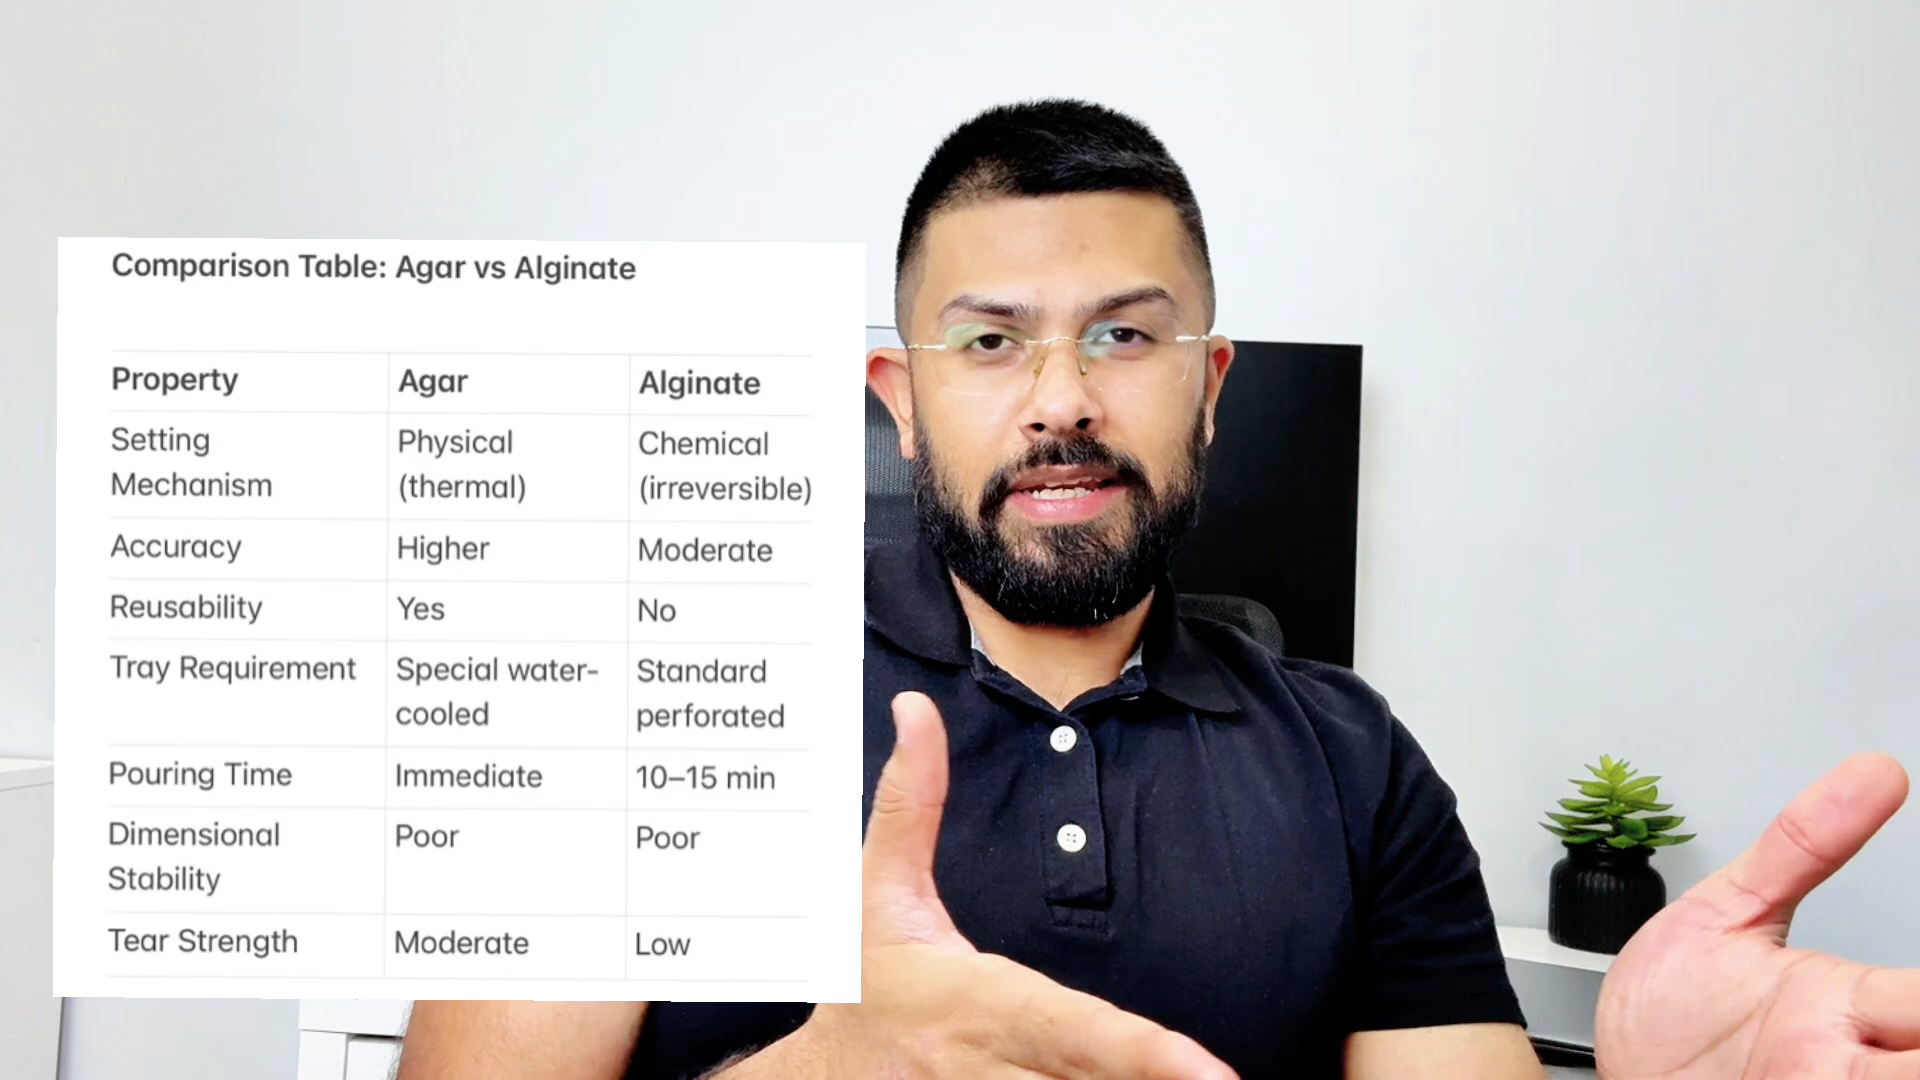 Comparison Table: Agar vs Alginate
Property Agar Alginate
Setting Mechanism Physical (thermal) Chemical (irreversible)
Accuracy Higher Moderate
Reusability Yes No
Tray Requirement Special water-cooled Standard perforated
Pouring Time Immediate 10–15 min
Dimensional Stability Poor Poor
Tear Strength Moderate Low